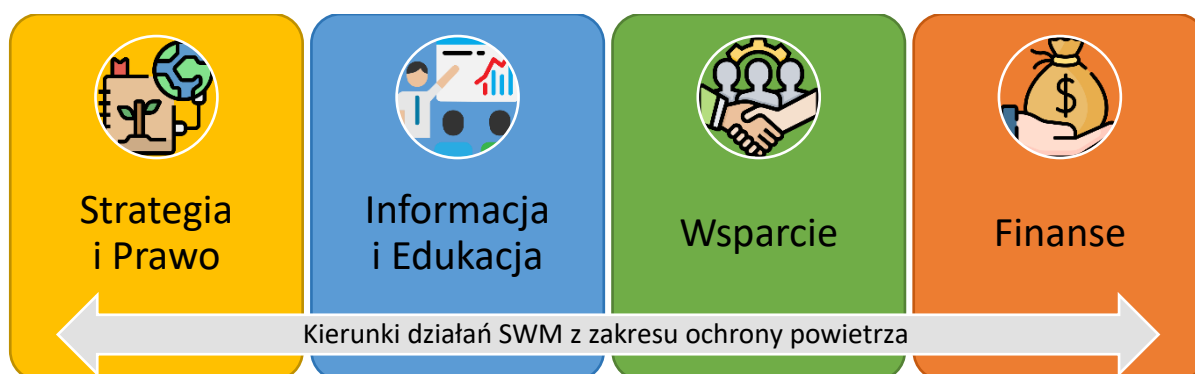 Strategia
i Prawo
Informacja
i Edukacja
Wsparcie
Finanse
$
Kierunki działań SWM z zakresu ochrony powietrza